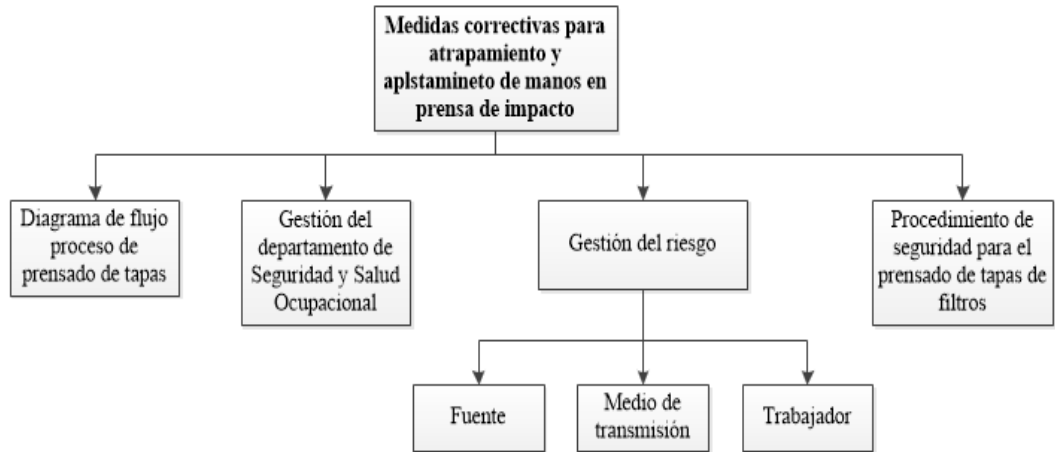 Medidas correctivas para
atrapamiento y
aplstamineto de manos en
prensa de impacto
Diagrama de flujo
proceso de
prensado de tapas
Gestión del
departamento de
Seguridad y Salud
Ocupacional
Gestión del riesgo
Procedimiento de
seguridad para el
prensado de tapas de
filtros
Fuente
Medio de
transmisión
Trabajador